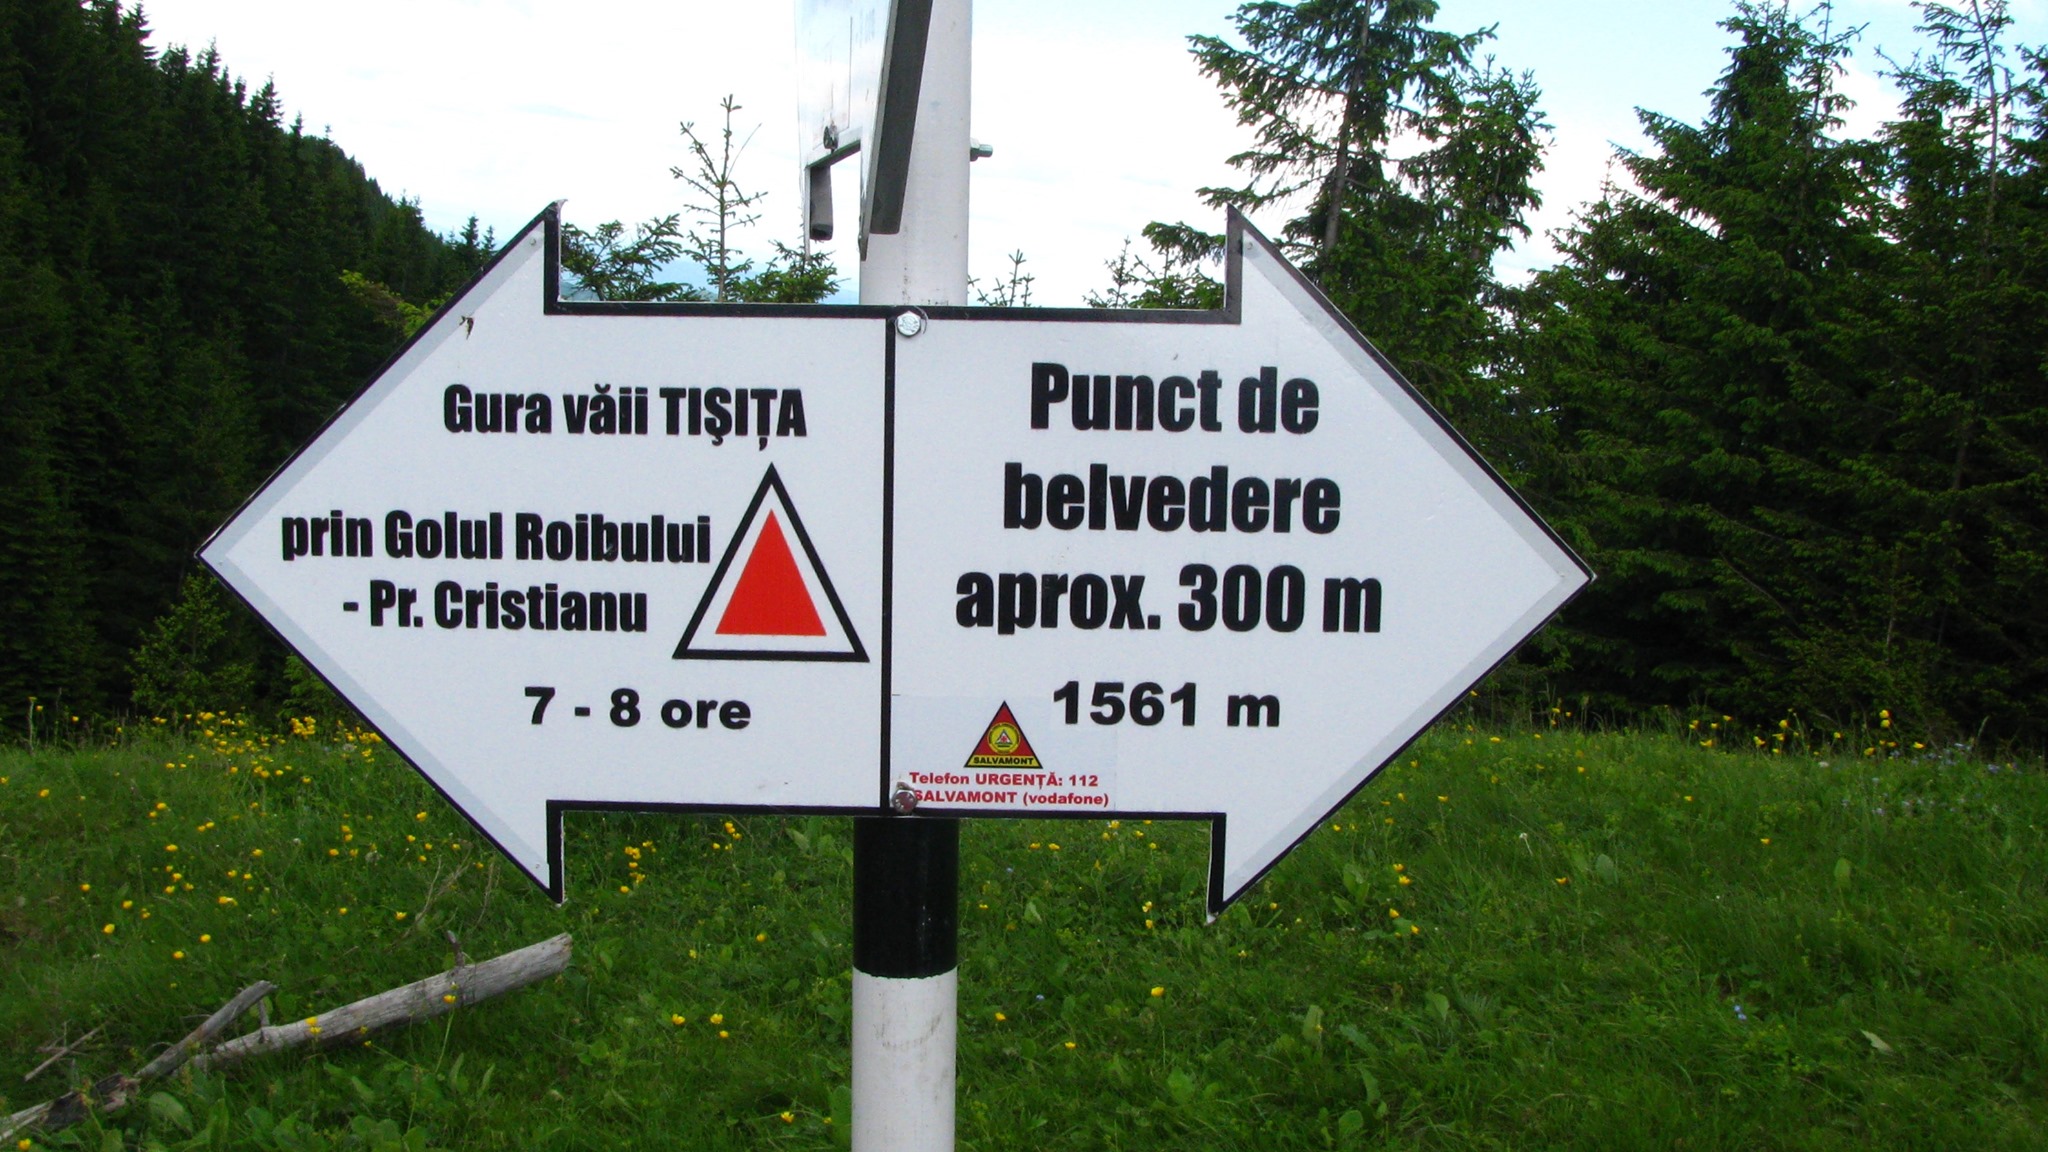 Gura văii TIŞIȚA
prin Golul Roibului
- Pr. Cristianu
7 - 8 ore
Punct de
belvedere
aprox. 300 m
1561 m
SALVAMONT
Telefon URGENȚĂ: 112
SALVAMONT (vodafone)